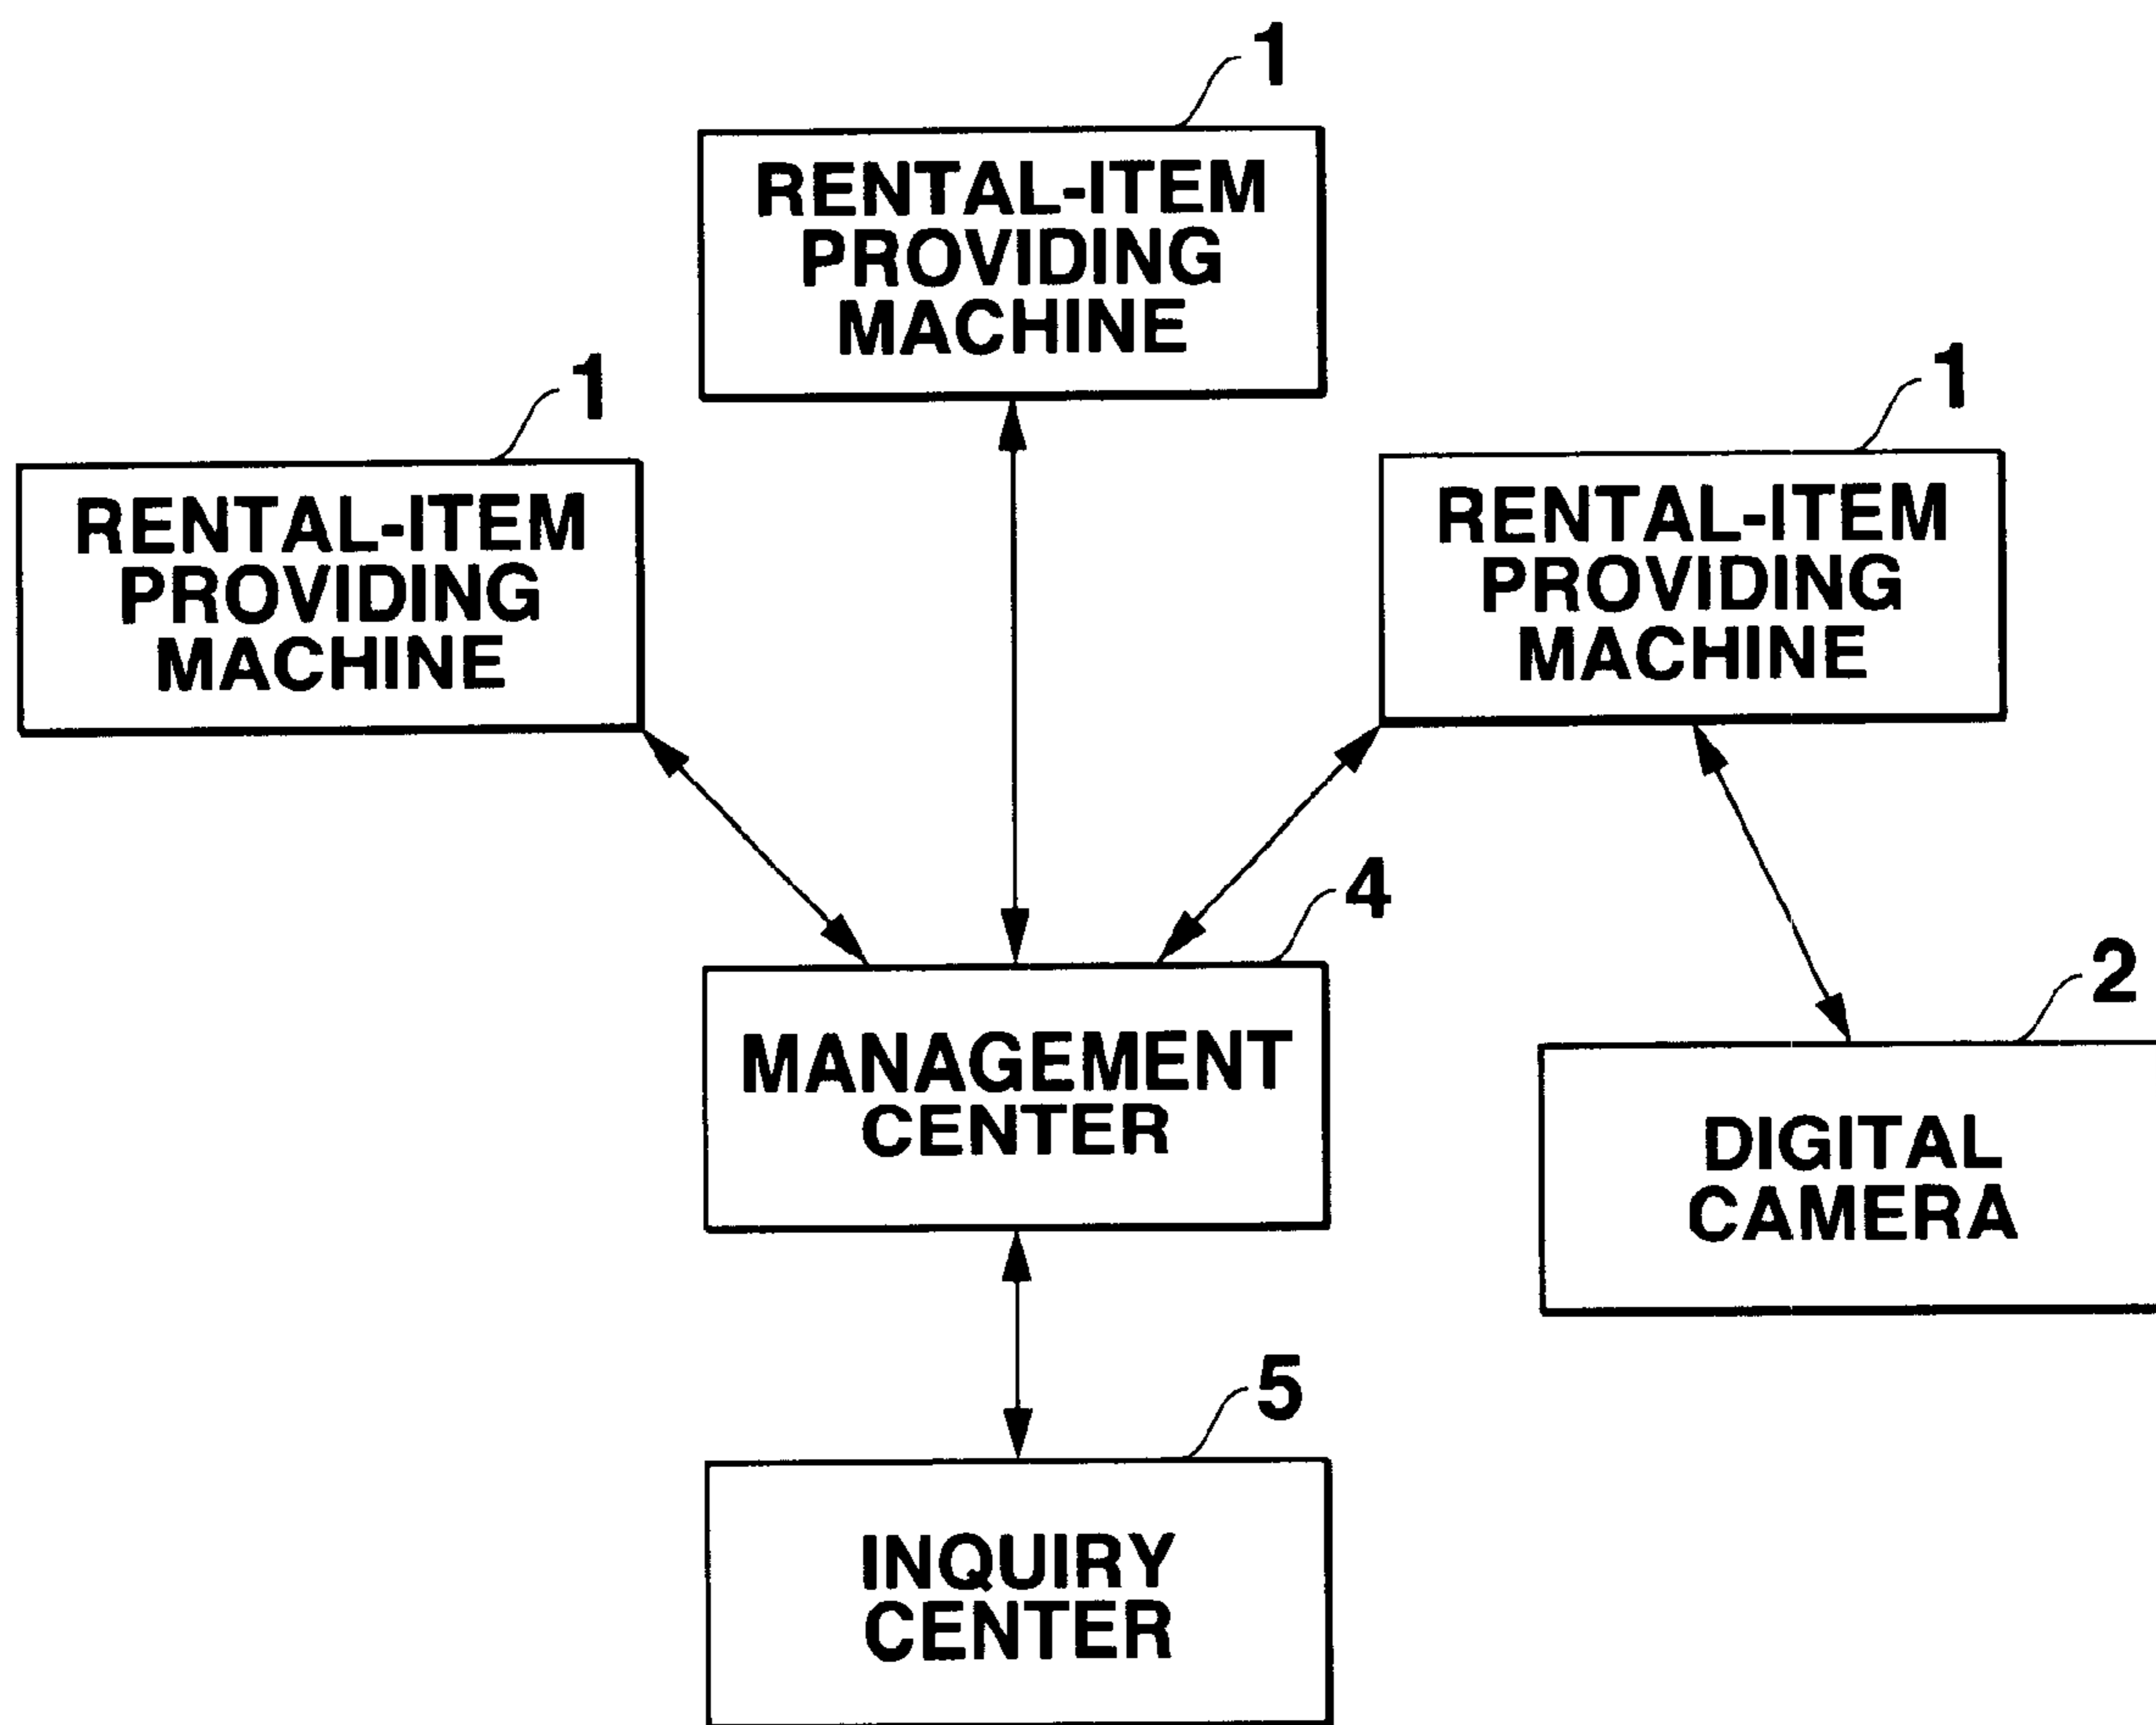 1
RENTAL-ITEM
PROVIDING
MACHINE
1
RENTAL-ITEM
PROVIDING
MACHINE
1
RENTAL-ITEM
PROVIDING
MACHINE
4
MANAGEMENT
CENTER
2
DIGITAL
CAMERA
5
INQUIRY
CENTER